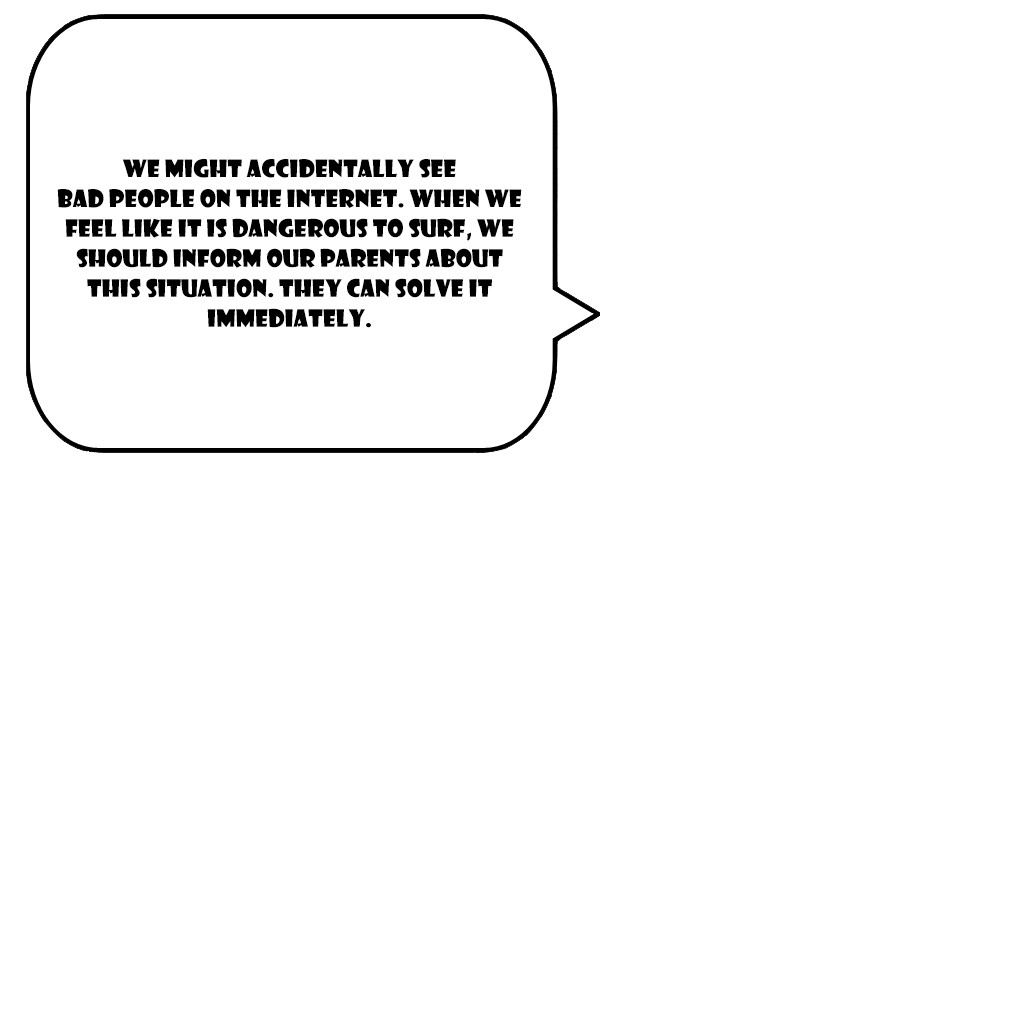 WE MIGHT ACCIDENTALLY SEE
BAD PEOPLE ON THE INTERNET. WHEN WE
FEEL LIKE IT IS DANGEROUS TO SURF, WE
SHOULD INFORM OUR PARENTS ABOUT
THIS SITUATION. THEY CAN SOLVE IT
IMMEDIATELY.